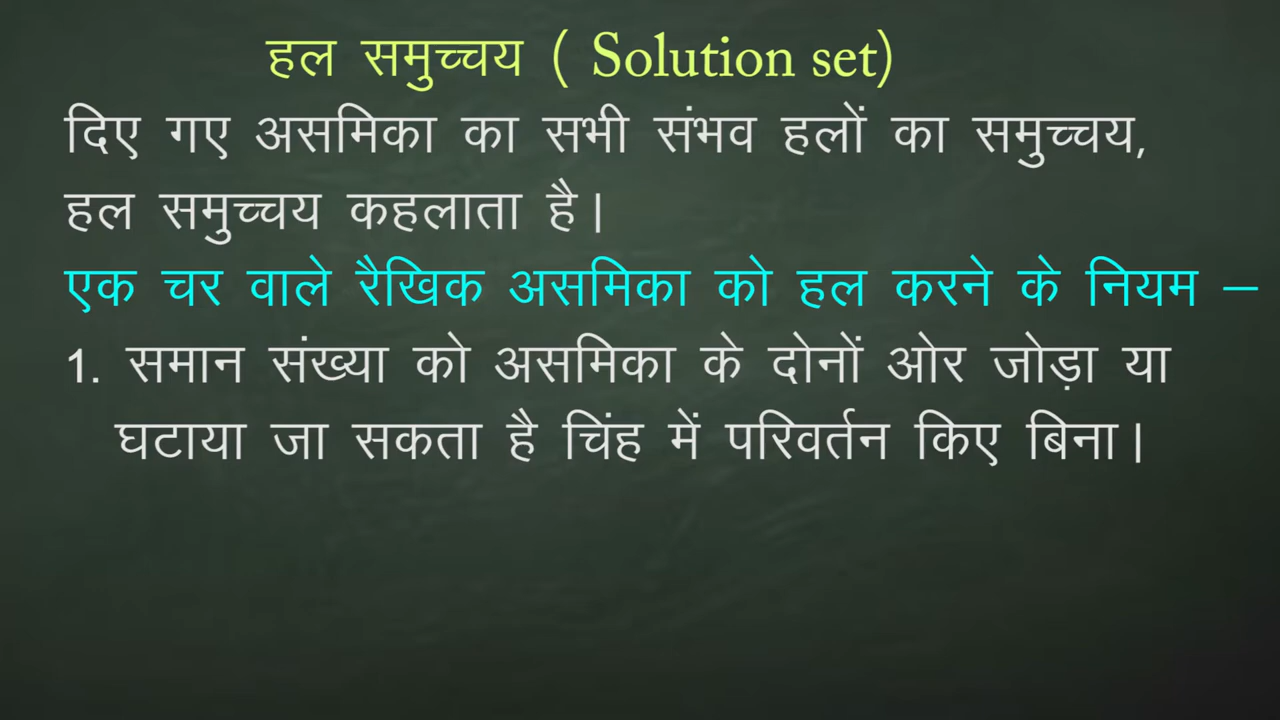 हल समुच्चय ( Solution set)
दिए गए असमिका का सभी संभव हलों का समुच्चय,
हल समुच्चय कहलाता है।
एक चर वाले रैखिक असमिका को हल करने के नियम –
1. समान संख्या को असमिका के दोनों ओर जोड़ा या
घटाया जा सकता है चिंह में परिवर्तन किए बिना।